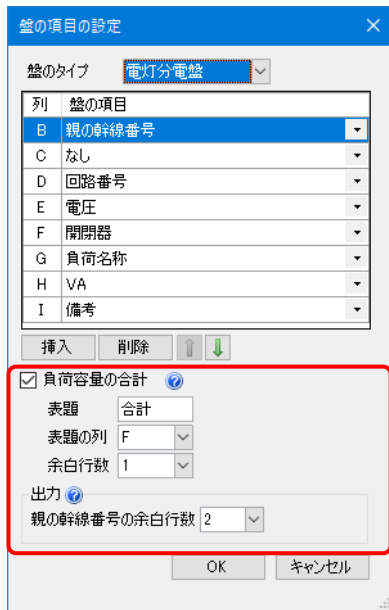 盤の項目の設定
盤のタイプ 電灯分電盤
列 盤の項目
B 親の幹線番号
C なし
D 回路番号
E 電圧
F 開閉器
G 負荷名称
H VA
I 備考
挿入 削除
負荷容量の合計
表題 合計
表題の列 F
余白行数 1
出力
親の幹線番号の余白行数 2
OK キャンセル